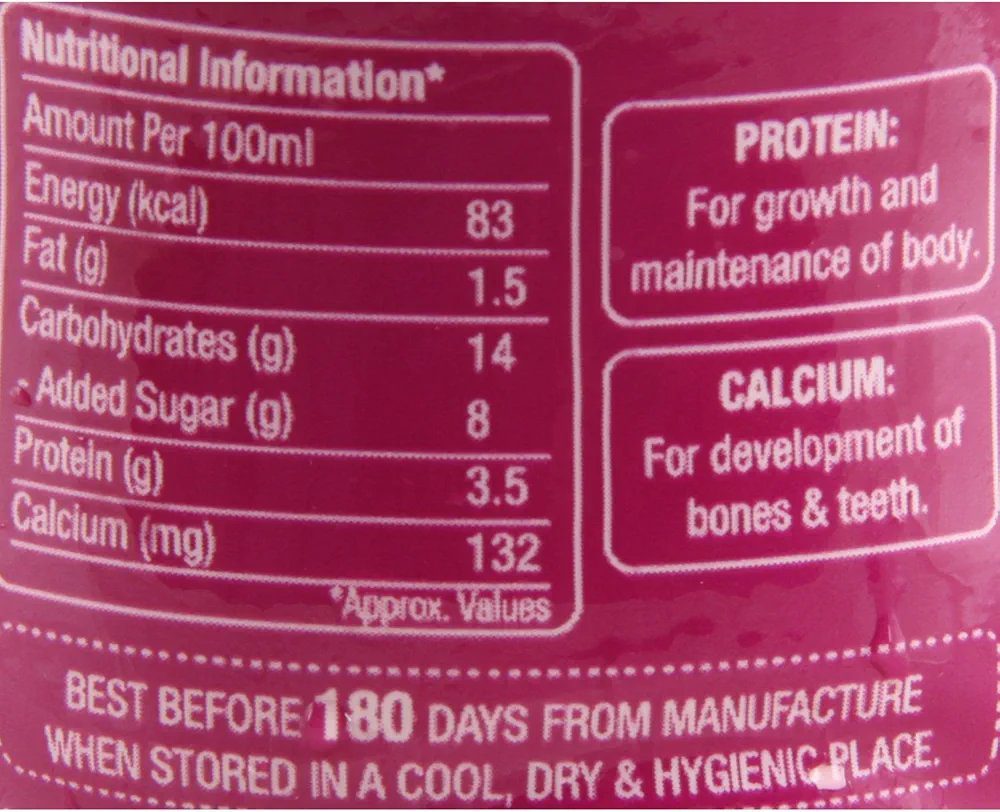 Nutritional Information*
Amount Per 100ml
Energy (kcal) 83
Fat (g) 1.5
Carbohydrates (g) 14
- Added Sugar (g) 8
Protein (g) 3.5
Calcium (mg) 132
*Approx. Values
PROTEIN:
For growth and
maintenance of body.
CALCIUM:
For development of
bones & teeth.
BEST BEFORE 180 DAYS FROM MANUFACTURE
WHEN STORED IN A COOL, DRY & HYGIENIC PLACE.